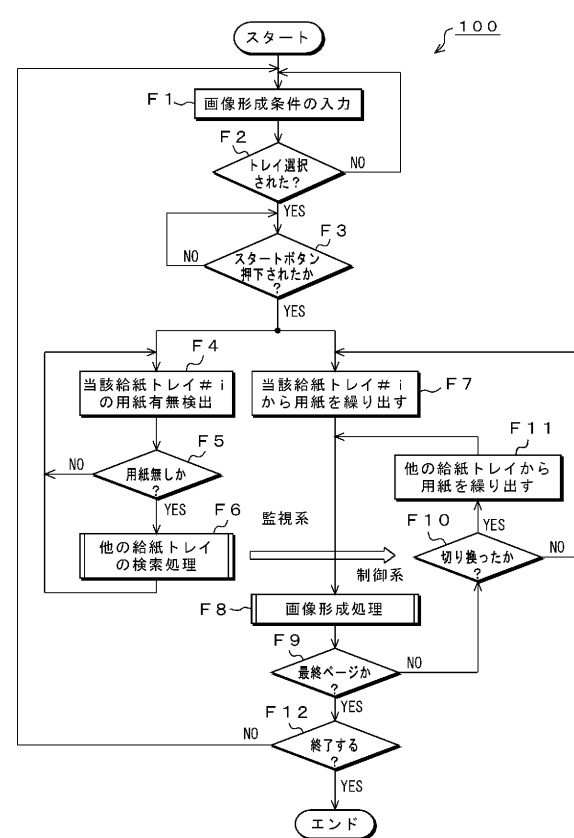 スタート
100
F1
画像形成条件の入力
F2
トレイ選択
された?
NO
YES
F3
スタートボタン
押下されたか
?
NO
YES
F4
当該給紙トレイ#i
の用紙有無検出
当該給紙トレイ#i
から用紙を繰り出す
F7
F5
用紙無しか
?
NO
YES
F11
他の給紙トレイから
用紙を繰り出す
F6
他の給紙トレイ
の検索処理
監視系
制御系
F10
切り換ったか
?
YES
NO
F8
画像形成処理
F9
最終ページか
?
NO
YES
F12
終了する
?
NO
YES
エンド